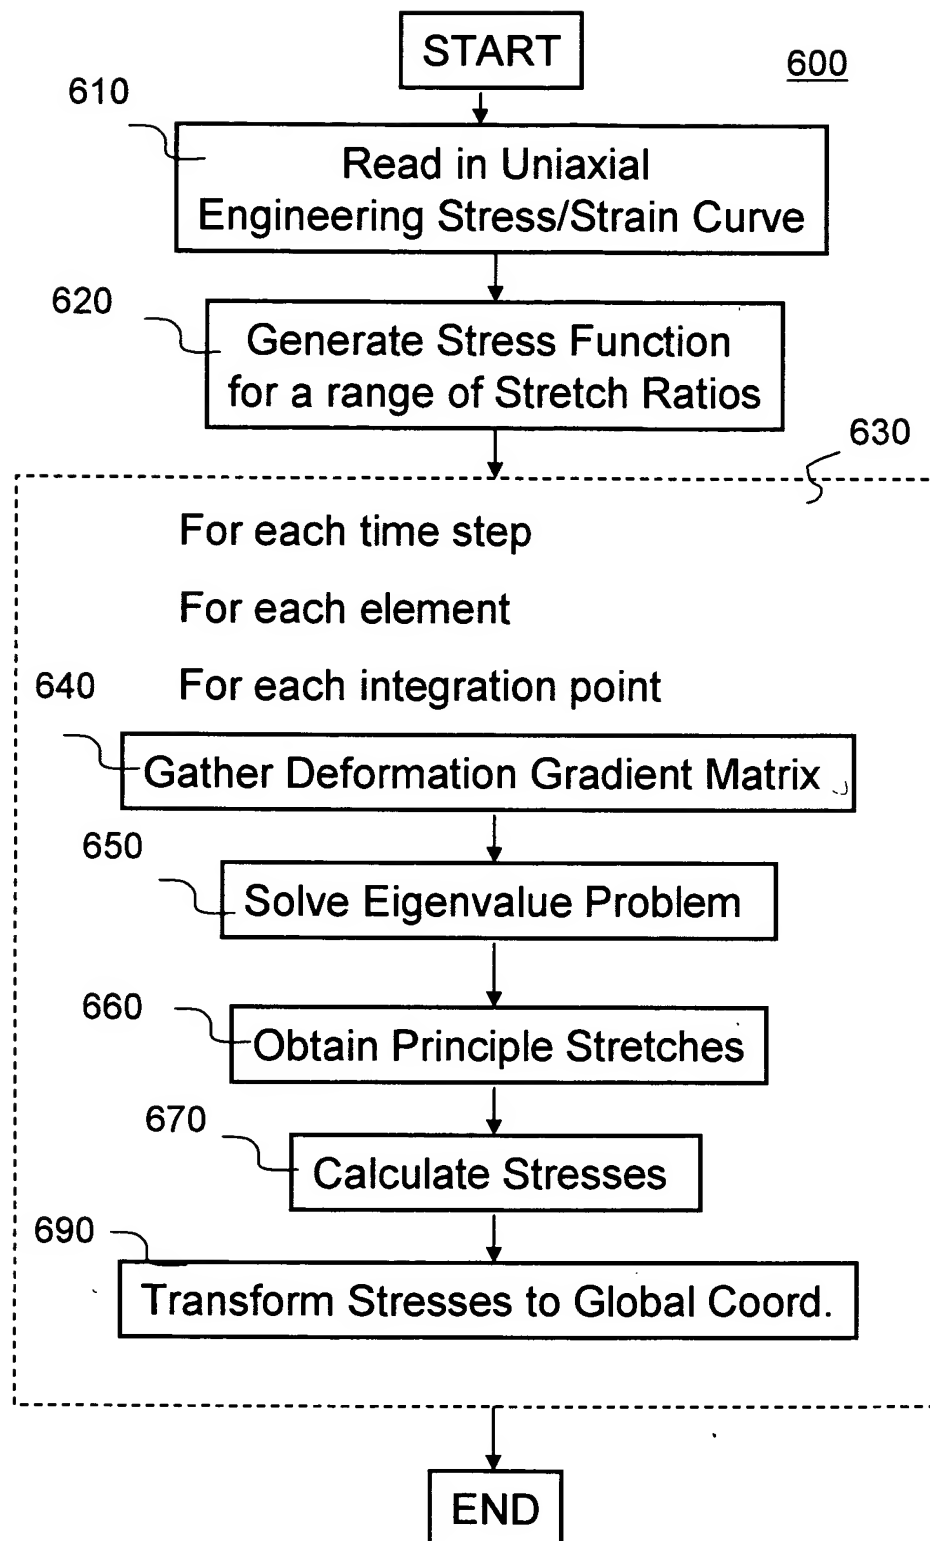 START
600
610
Read in Uniaxial
Engineering Stress/Strain Curve
620
Generate Stress Function
for a range of Stretch Ratios
630
For each time step
For each element
For each integration point
640
Gather Deformation Gradient Matrix
650
Solve Eigenvalue Problem
660
Obtain Principle Stretches
670
Calculate Stresses
690
Transform Stresses to Global Coord.
END